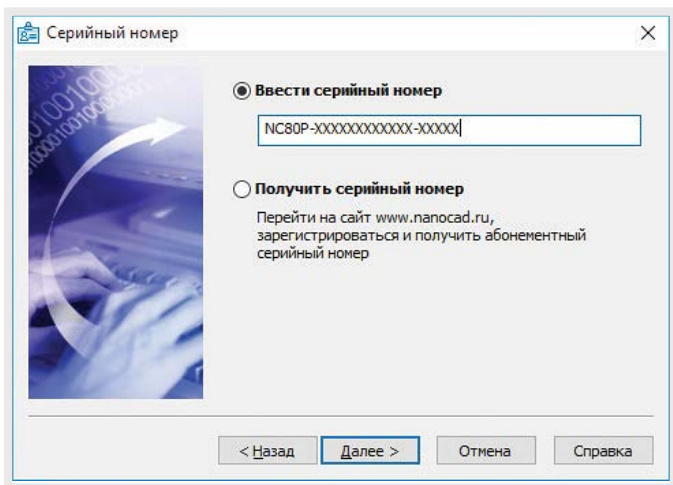 Серийный номер
Ввести серийный номер
NC80P-XXXXXXXXXXXX-XXXXX
Получить серийный номер
Перейти на сайт www.nanocad.ru,
зарегистрироваться и получить абонементный
серийный номер
< Назад Далее > Отмена Справка